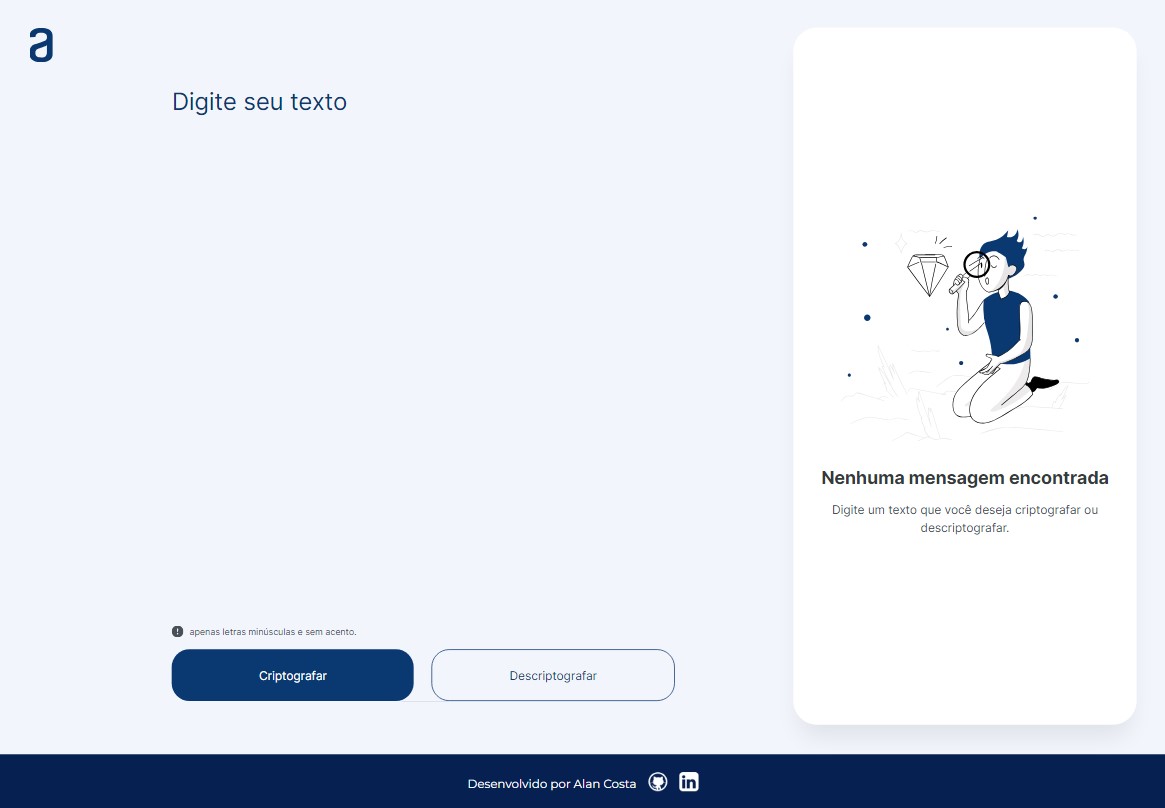 a
Digite seu texto
Nenhuma mensagem encontrada
Digite um texto que você deseja criptografar ou
descriptografar.
apenas letras minúsculas e sem acento.
Criptografar
Descriptografar
Desenvolvido por Alan Costa
in